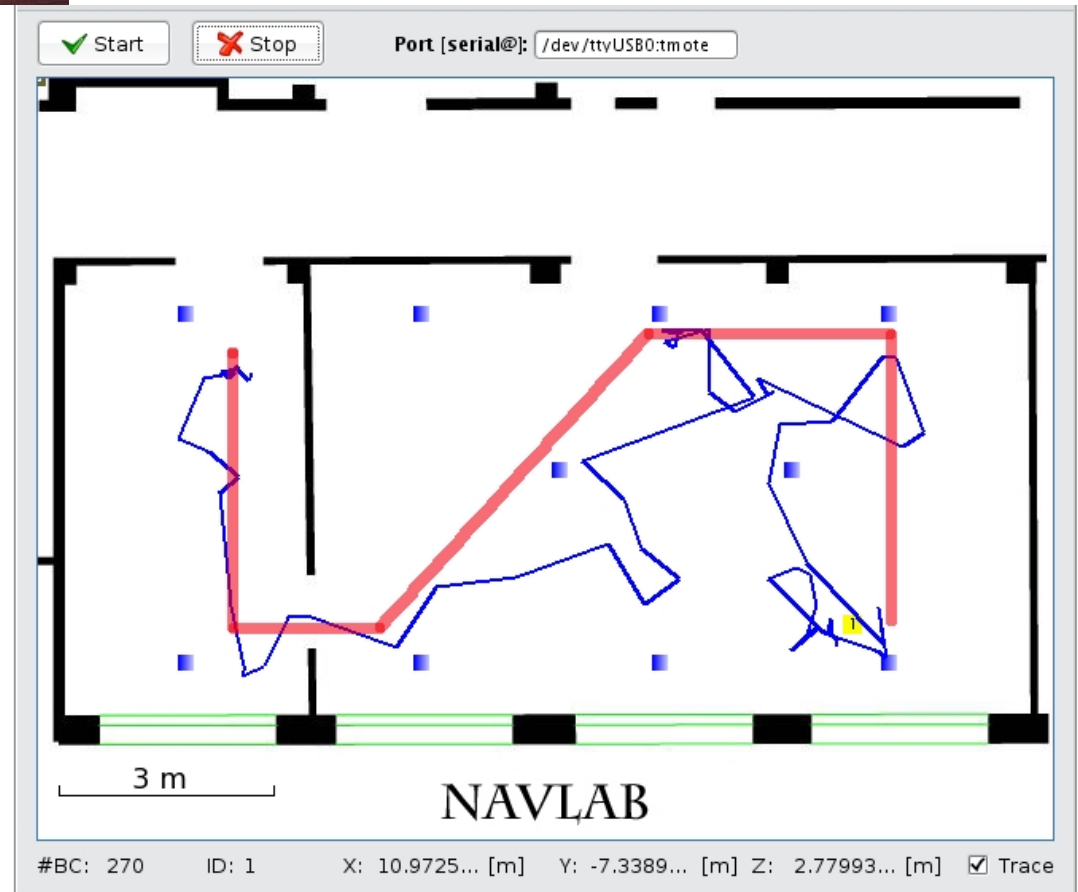 Start Stop Port [serial@]: /dev/ttyUSB0:tmote
1
3 m
NAVLAB
#BC: 270 ID: 1 X: 10.9725... [m] Y: -7.3389... [m] Z: 2.77993... [m] Trace